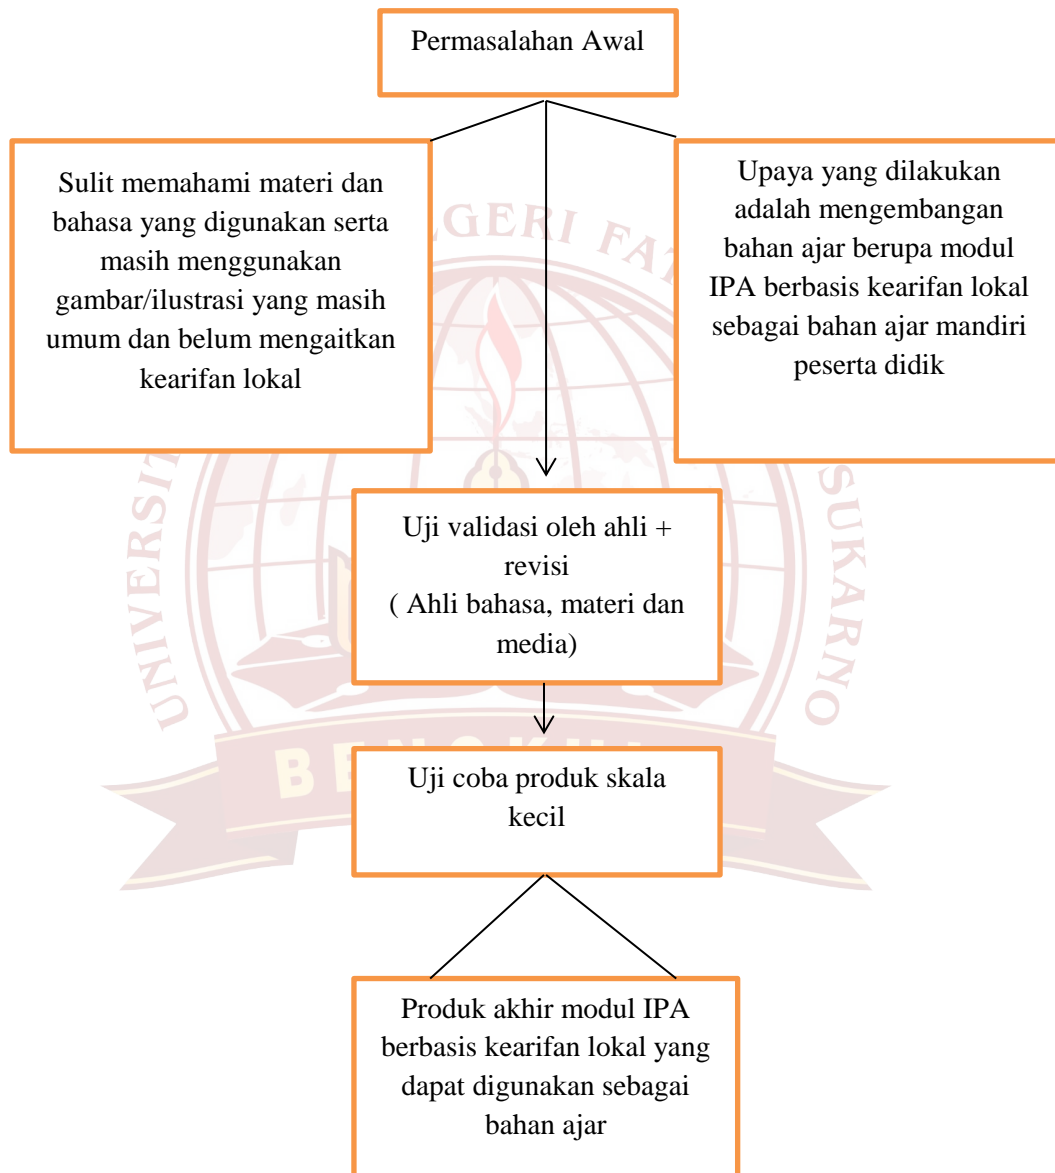 Permasalahan Awal
Sulit memahami materi dan
bahasa yang digunakan serta
masih menggunakan
gambar/ilustrasi yang masih
umum dan belum mengaitkan
kearifan lokal
Upaya yang dilakukan
adalah mengembangan
bahan ajar berupa modul
IPA berbasis kearifan lokal
sebagai bahan ajar mandiri
peserta didik
Uji validasi oleh ahli +
revisi
( Ahli bahasa, materi dan
media)
Uji coba produk skala
kecil
Produk akhir modul IPA
berbasis kearifan lokal yang
dapat digunakan sebagai
bahan ajar
SUKARNO